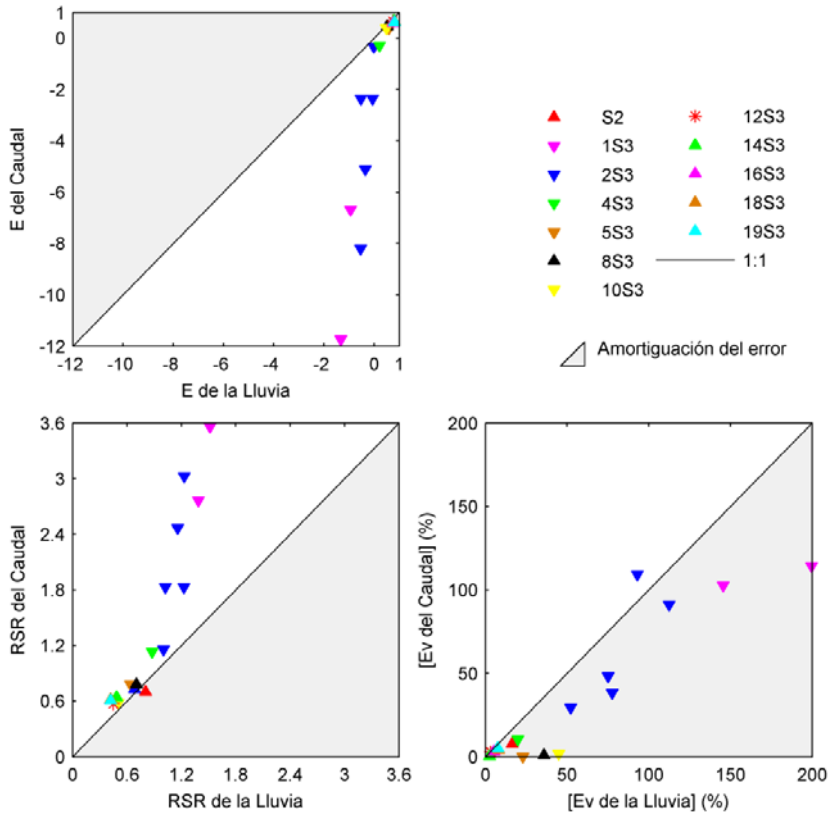 1
0
-2
-4
-6
-8
-10
-12
E del Caudal
-12 -10 -8 -6 -4 -2 0 1
E de la Lluvia
S2 12S3
1S3 14S3
2S3 16S3
4S3 18S3
5S3 19S3
8S3 1:1
10S3
Amortiguación del error
3.6
3
2.4
1.8
1.2
0.6
0
RSR del Caudal
0 0.6 1.2 1.8 2.4 3 3.6
RSR de la Lluvia
200
150
100
50
0
[Ev del Caudal] (%)
0 50 100 150 200
[Ev de la Lluvia] (%)